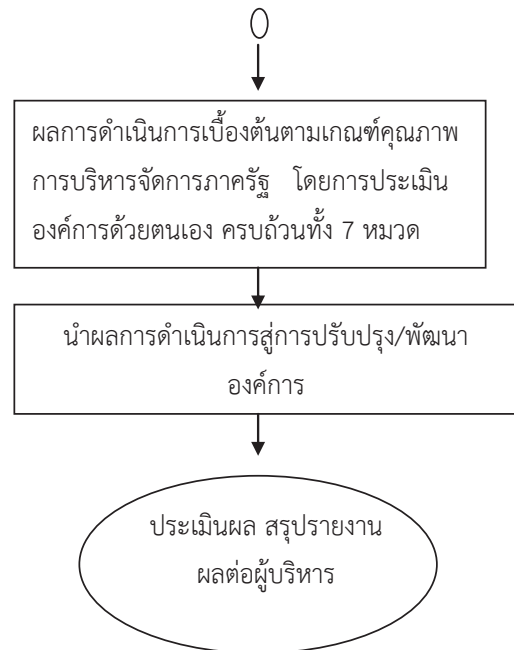 ผลการดำเนินการเบื้องต้นตามเกณฑ์คุณภาพ
การบริหารจัดการภาครัฐ โดยการประเมิน
องค์การด้วยตนเอง ครบถ้วนทั้ง 7 หมวด
นำผลการดำเนินการสู่การปรับปรุง/พัฒนา
องค์การ
ประเมินผล สรุปรายงาน
ผลต่อผู้บริหาร